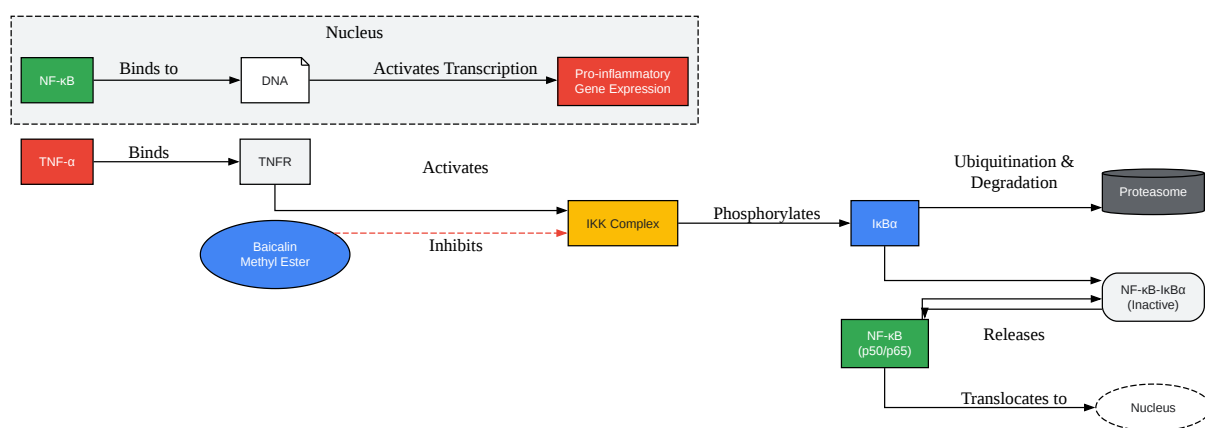 Nucleus
NF-κB
Binds to
DNA
Activates Transcription
Pro-inflammatory
Gene Expression
TNF-α
Binds
TNFR
Activates
Ubiquitination &
Degradation
Proteasome
Baicalin
Methyl Ester
Inhibits
IKK Complex
Phosphorylates
IκBα
NF-κB-IκBα
(Inactive)
NF-κB
(p50/p65)
Releases
Translocates to
Nucleus